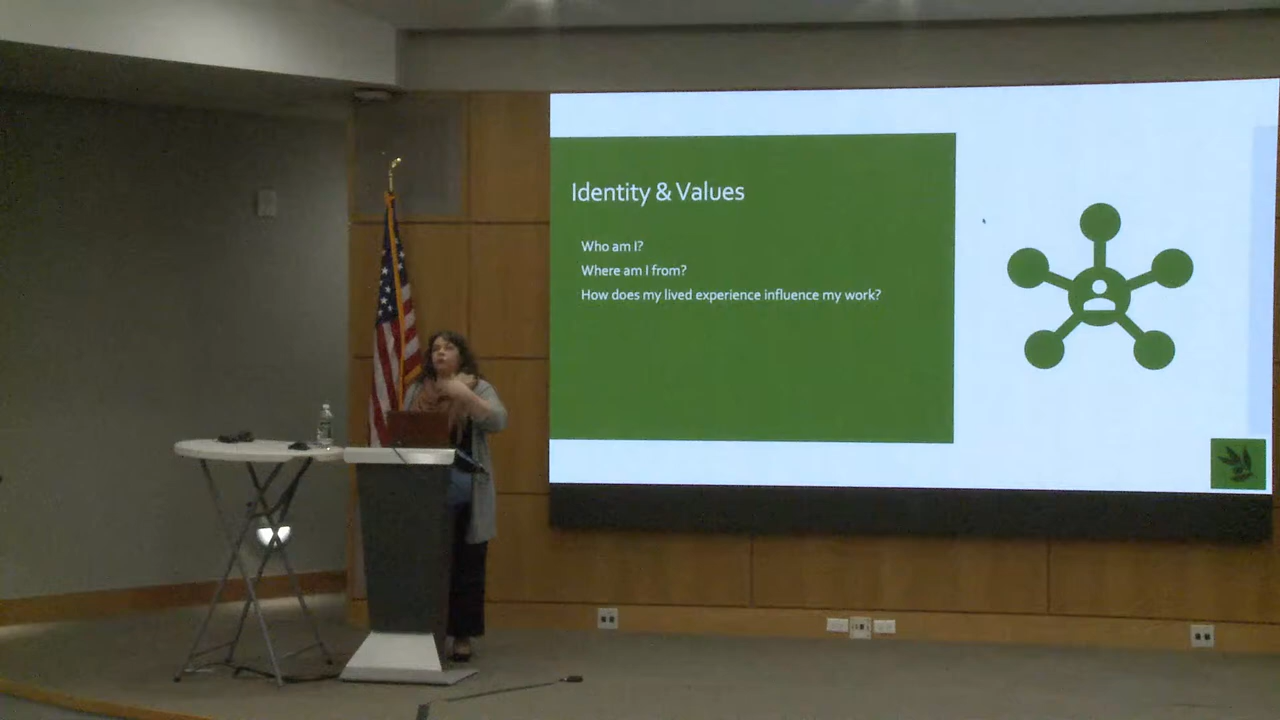 Identity & Values
Who am I?
Where am I from?
How does my lived experience influence my work?